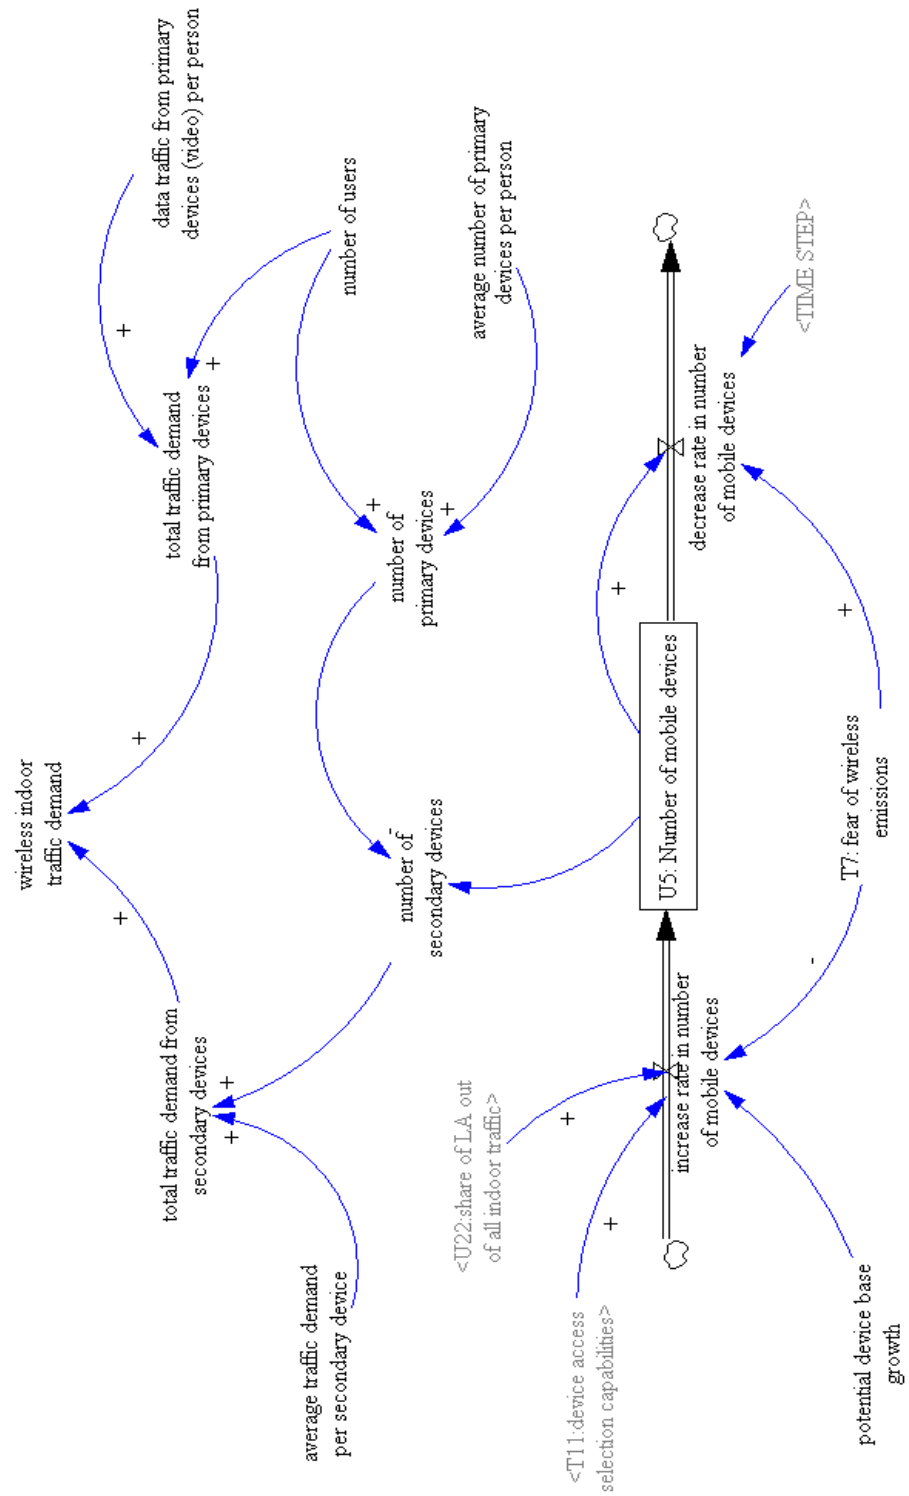 wireless indoor
traffic demand
total traffic demand from
secondary devices
+
+
+
+
total traffic demand
from primary devices
+
+
data traffic from primary
devices (video) per person
average traffic demand
per secondary device
number of
secondary devices
-
number of
primary devices
+
+
number of users
average number of primary
devices per person
<U22:share of LA out
of all indoor traffic>
+
<T11:device access
selection capabilities>
+
increase rate in number
of mobile devices
U5: Number of mobile devices
+
decrease rate in number
of mobile devices
<TIME STEP>
potential device base
growth
-
T7: fear of wireless
emissions
+